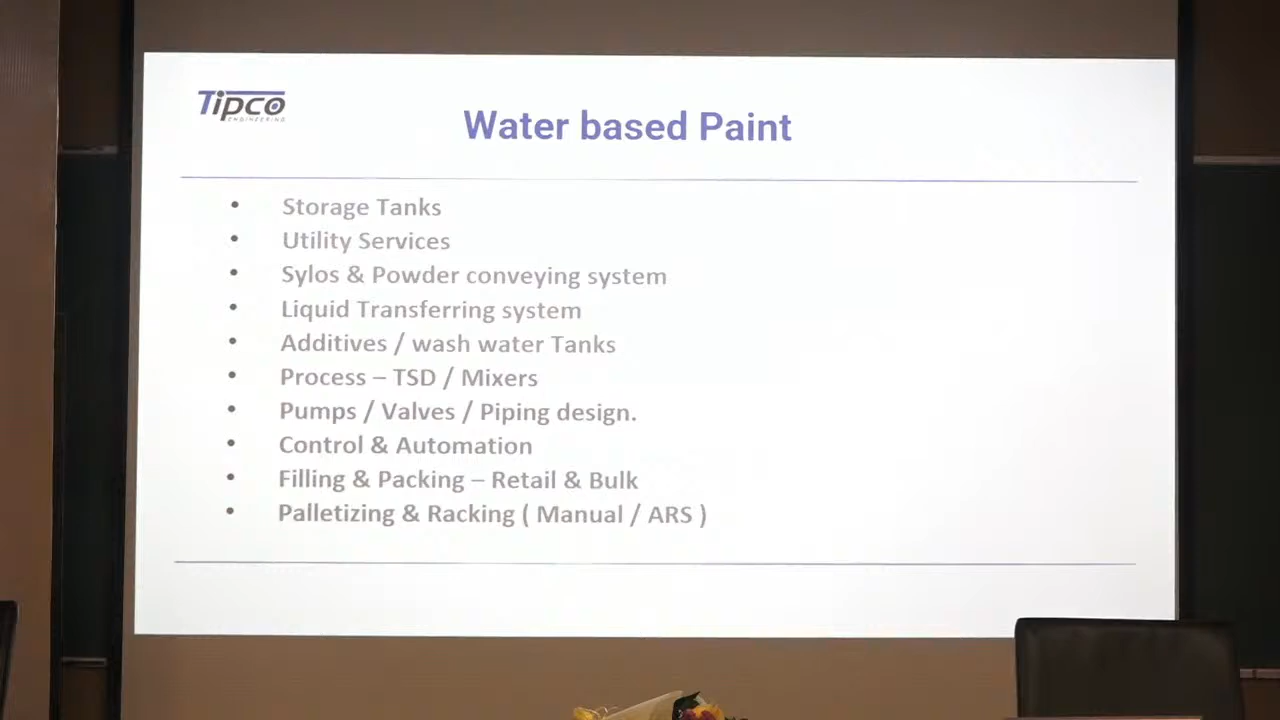 Tipco
ENGINEERING
Water based Paint
• Storage Tanks
• Utility Services
• Sylos & Powder conveying system
• Liquid Transferring system
• Additives / wash water Tanks
• Process – TSD / Mixers
• Pumps / Valves / Piping design.
• Control & Automation
• Filling & Packing – Retail & Bulk
• Palletizing & Racking ( Manual / ARS )